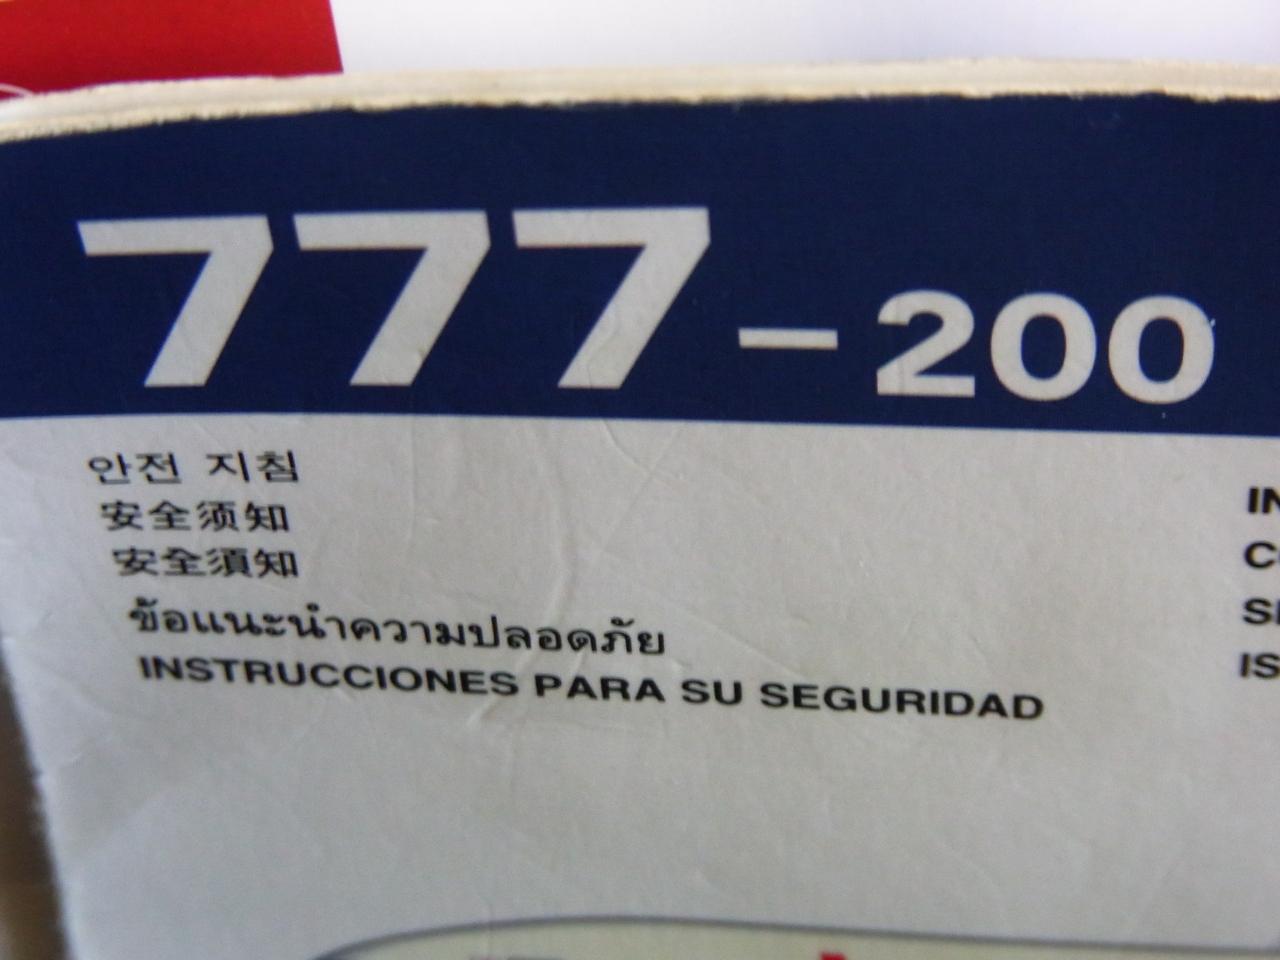 777-200
안전 지침
安全须知
安全須知
ข้อแนะนำความปลอดภัย
INSTRUCCIONES PARA SU SEGURIDAD